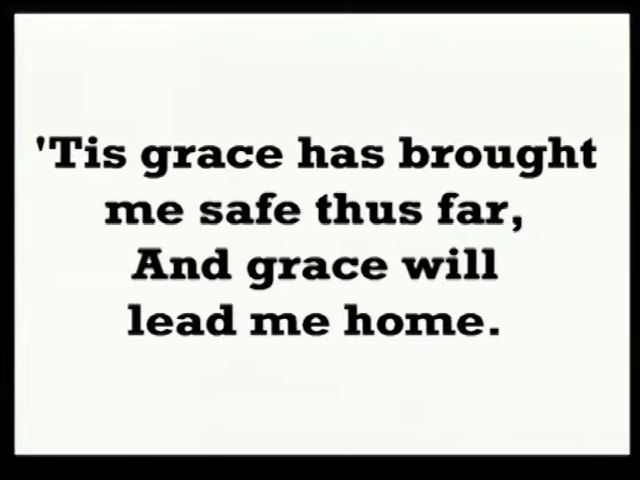 'Tis grace has brought
me safe thus far,
And grace will
lead me home.